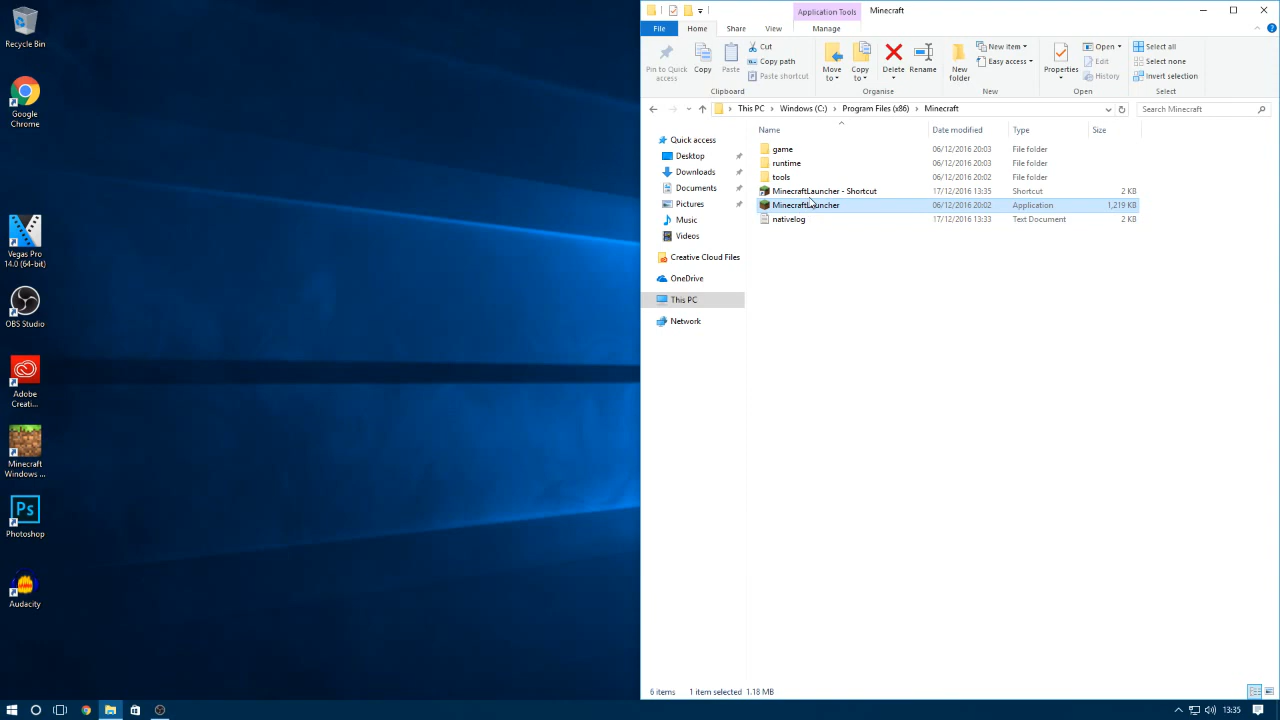 Recycle Bin
Google
Chrome
Vegas Pro
14.0 (64-bit)
OBS Studio
Adobe
Creati...
Minecraft
Windows ...
Ps
Photoshop
Audacity
Application Tools
Minecraft
File
Home
Share
View
Manage
Pin to Quick
access
Copy
Paste
Cut
Copy path
Paste shortcut
Clipboard
Move
to
Copy
to
Delete
Rename
Organise
New
folder
New item
Easy access
New
Properties
Open
Edit
History
Open
Select all
Select none
Invert selection
Select
This PC
Windows (C:)
Program Files (x86)
Minecraft
Search Minecraft
Quick access
Desktop
Downloads
Documents
Pictures
Music
Videos
Creative Cloud Files
OneDrive
This PC
Network
Name Date modified Type Size
game 06/12/2016 20:03 File folder
runtime 06/12/2016 20:03 File folder
tools 06/12/2016 20:02 File folder
MinecraftLauncher - Shortcut 17/12/2016 13:35 Shortcut 2 KB
MinecraftLauncher 06/12/2016 20:02 Application 1,219 KB
nativelog 17/12/2016 13:33 Text Document 2 KB
6 items 1 item selected 1.18 MB
13:35